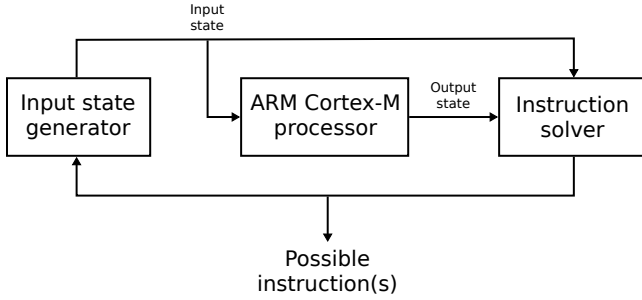 Input
state
Input state
generator
ARM Cortex-M
processor
Output
state
Instruction
solver
Possible
instruction(s)